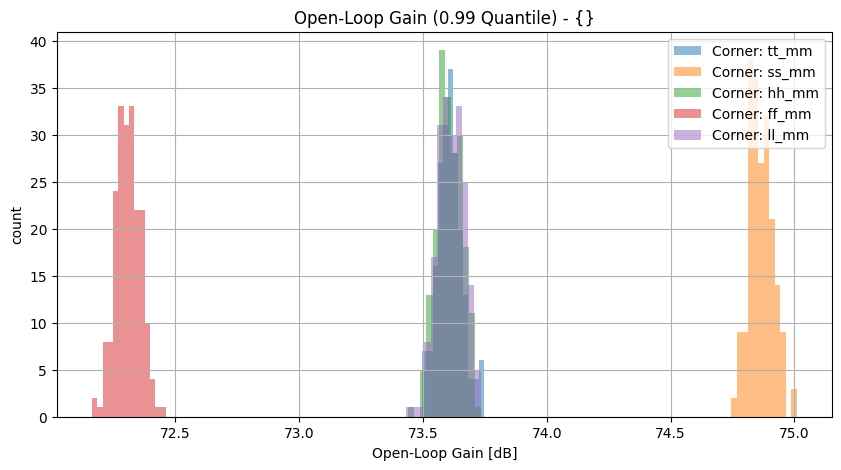 Open-Loop Gain (0.99 Quantile) - {}
40
35
30
25
20
15
10
5
0
count
Corner: tt_mm
Corner: ss_mm
Corner: hh_mm
Corner: ff_mm
Corner: ll_mm
72.5 73.0 73.5 74.0 74.5 75.0
Open-Loop Gain [dB]